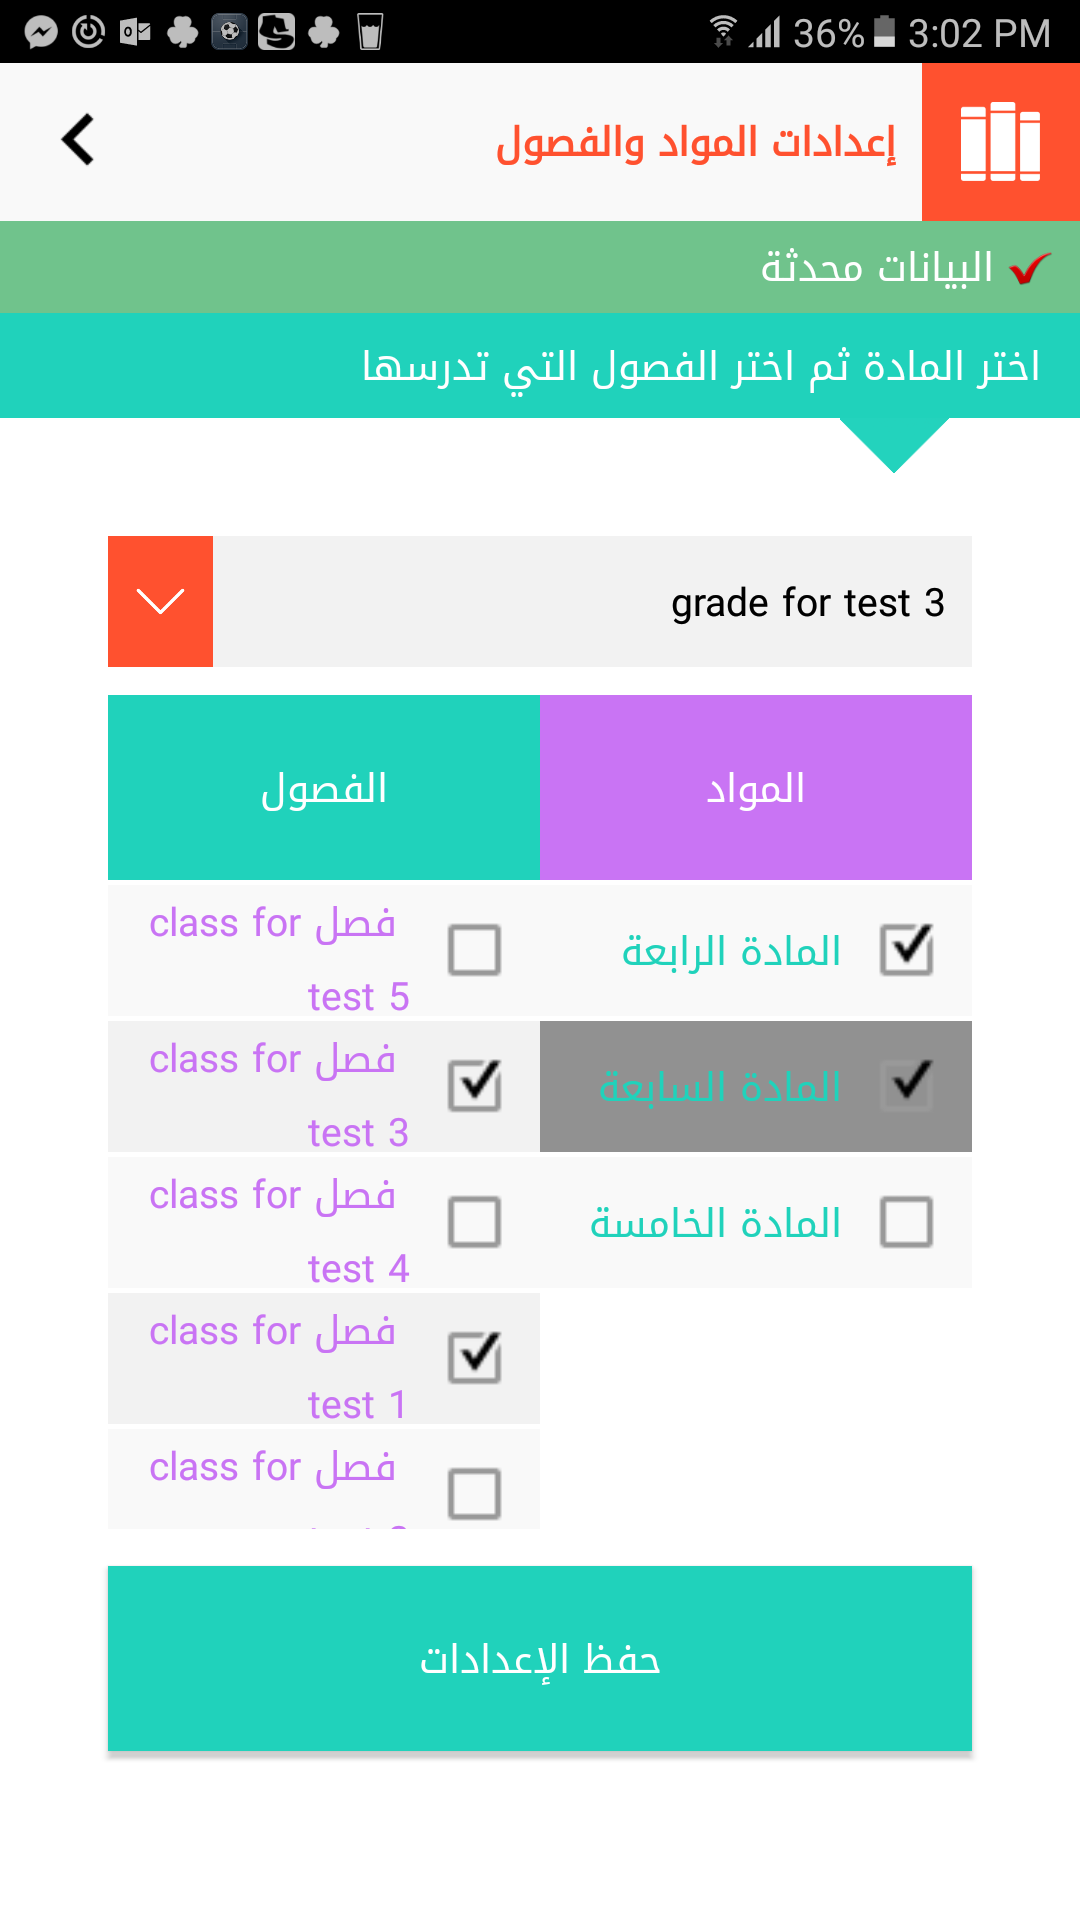 36% 3:02 PM
إعدادات المواد والفصول
البيانات محدثة
اختر المادة ثم اختر الفصول التي تدرسها
grade for test 3
المواد
الفصول
المادة الرابعة
فصل class for
test 5
المادة السابعة
فصل class for
test 3
المادة الخامسة
فصل class for
test 4
فصل class for
test 1
فصل class for
حفظ الإعدادات